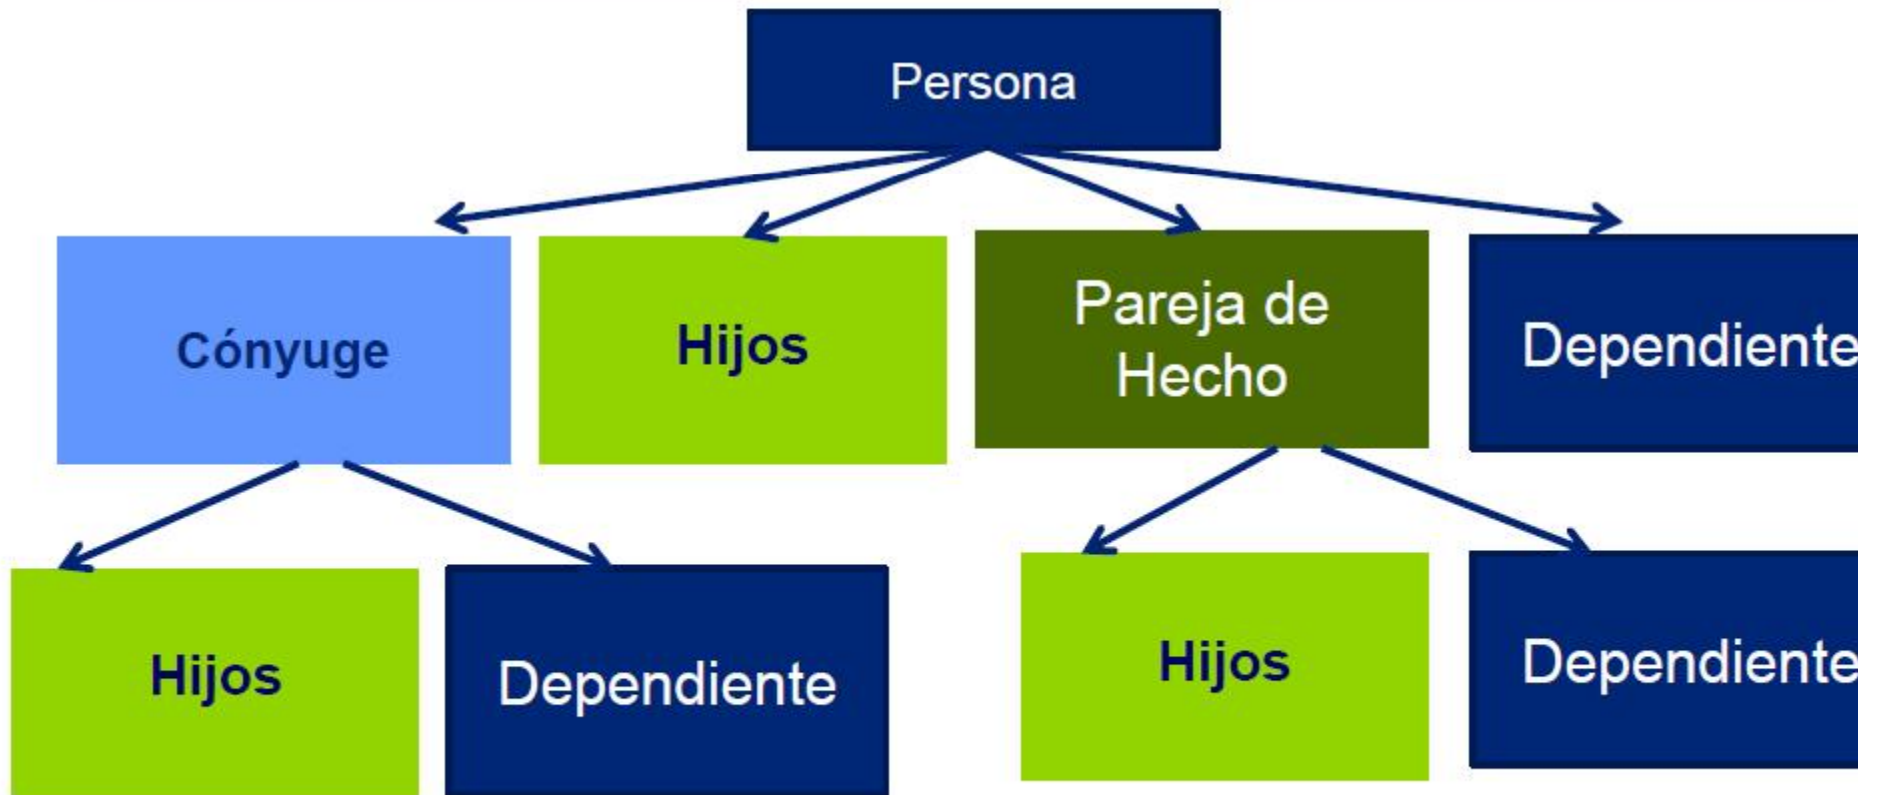 Persona
Cónyuge
Hijos
Pareja de
Hecho
Dependiente
Hijos
Dependiente
Hijos
Dependiente